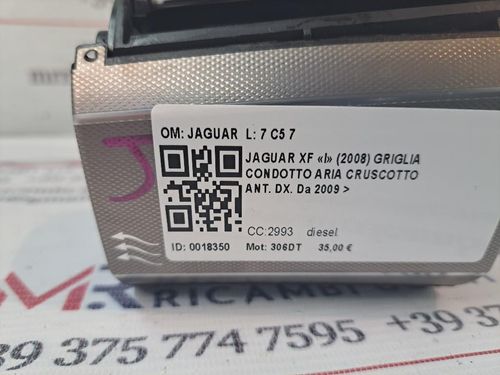 OM: JAGUAR L: 7 C5 7
JAGUAR XF «I» (2008) GRIGLIA
CONDOTTO ARIA CRUSCOTTO
ANT. DX. Da 2009 >
CC:2993 diesel
ID: 0018350 Mot: 306DT 35,00 €
RICAMBI
39 375 774 7595 +39 3